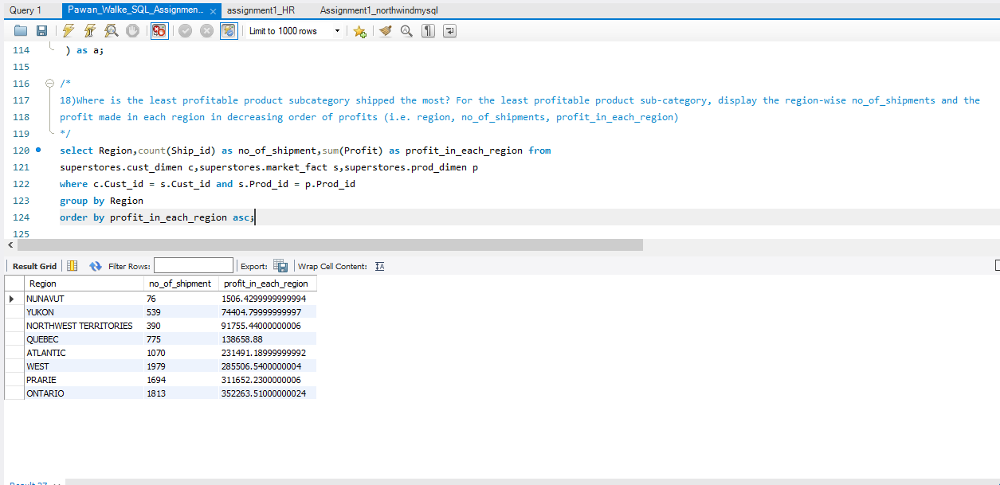 Query 1 Pawan_Walke_SQL_Assignmen... × assignment1_HR Assignment1_northwindmysql
Limit to 1000 rows
114 ) as a;
115
116 /*
117 18)Where is the least profitable product subcategory shipped the most? For the least profitable product sub-category, display the region-wise no_of_shipments and the
118 profit made in each region in decreasing order of profits (i.e. region, no_of_shipments, profit_in_each_region)
119 */
120 select Region,count(Ship_id) as no_of_shipment,sum(Profit) as profit_in_each_region from
121 superstores.cust_dimen c,superstores.market_fact s,superstores.prod_dimen p
122 where c.Cust_id = s.Cust_id and s.Prod_id = p.Prod_id
123 group by Region
124 order by profit_in_each_region asc;
125
Result Grid Filter Rows: Export: Wrap Cell Content:
Region no_of_shipment profit_in_each_region
NUNAVUT 76 1506.4299999999994
YUKON 539 74404.79999999997
NORTHWEST TERRITORIES 390 91755.44000000006
QUEBEC 775 138658.88
ATLANTIC 1070 231491.18999999992
WEST 1979 285506.5400000004
PRARIE 1694 311652.2300000006
ONTARIO 1813 352263.51000000024